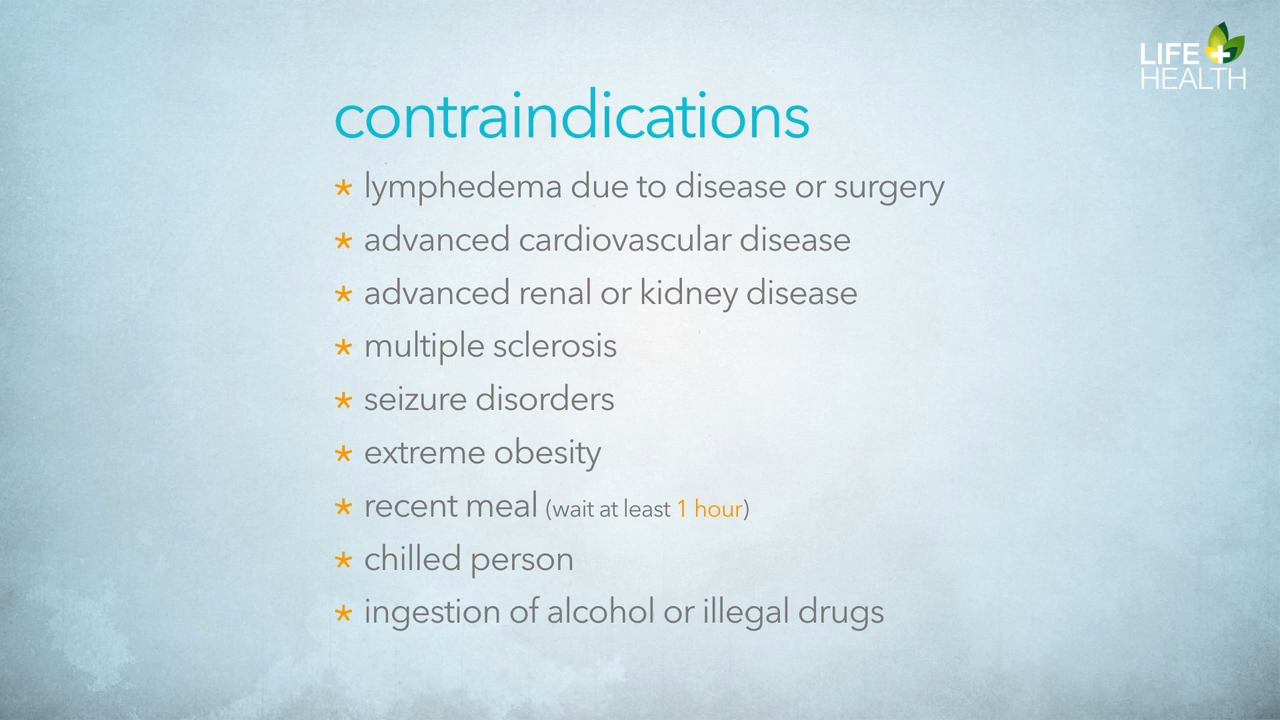 LIFE +
HEALTH
contraindications
* lymphedema due to disease or surgery
* advanced cardiovascular disease
* advanced renal or kidney disease
* multiple sclerosis
* seizure disorders
* extreme obesity
* recent meal (wait at least 1 hour)
* chilled person
* ingestion of alcohol or illegal drugs